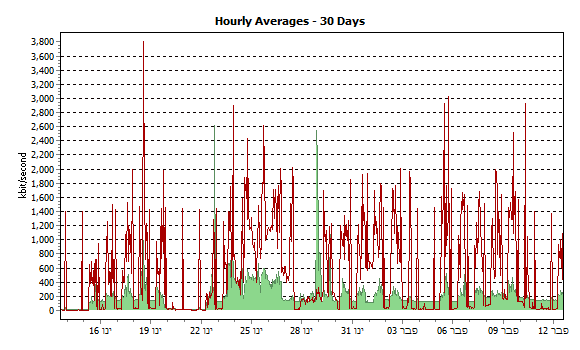 Hourly Averages - 30 Days
kbit/second
3,800
3,600
3,400
3,200
3,000
2,800
2,600
2,400
2,200
2,000
1,800
1,600
1,400
1,200
1,000
800
600
400
200
0
16 ינו
19 ינו
22 ינו
25 ינו
28 ינו
31 ינו
03 פבר
06 פבר
09 פבר
12 פבר